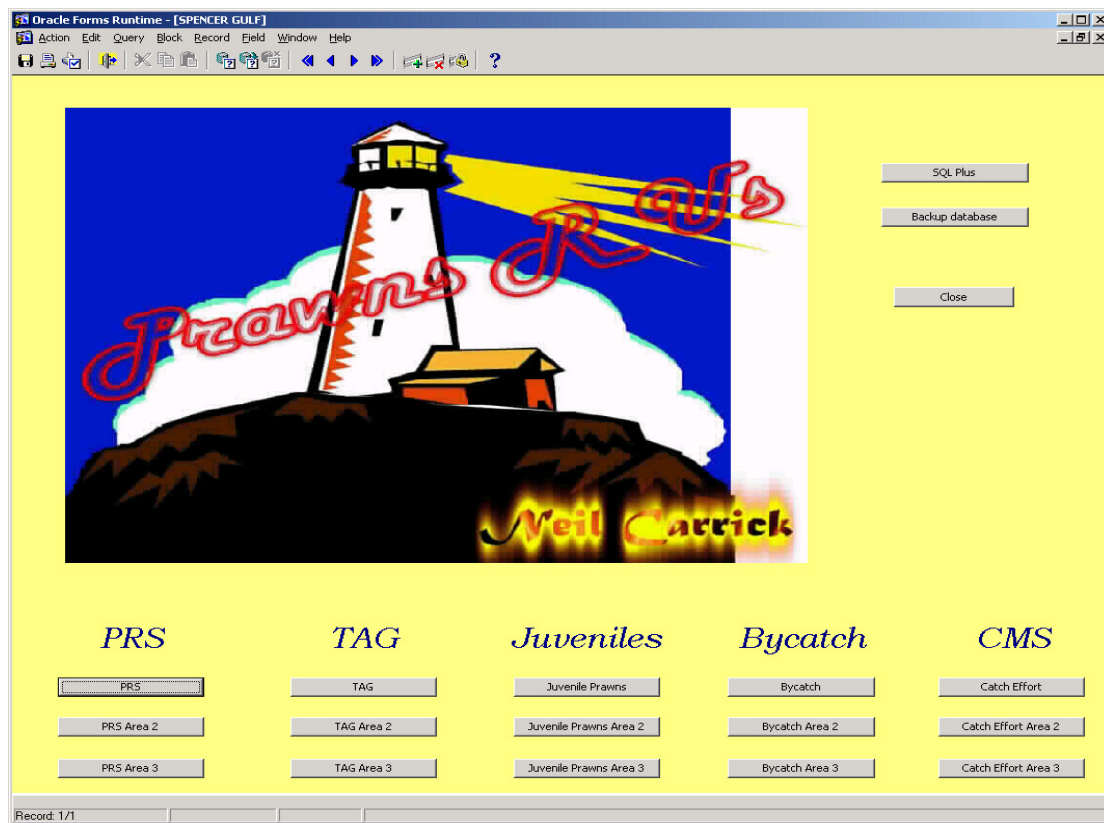 Oracle Forms Runtime - [SPENCER GULF]
Action Edit Query Block Record Field Window Help
Prawns R Us
SQL Plus
Backup database
Close
Neil Carrick
PRS TAG Juveniles Bycatch CMS
PRS TAG Juvenile Prawns Bycatch Catch Effort
PRS Area 2 TAG Area 2 Juvenile Prawns Area 2 Bycatch Area 2 Catch Effort Area 2
PRS Area 3 TAG Area 3 Juvenile Prawns Area 3 Bycatch Area 3 Catch Effort Area 3
Record: 1/1